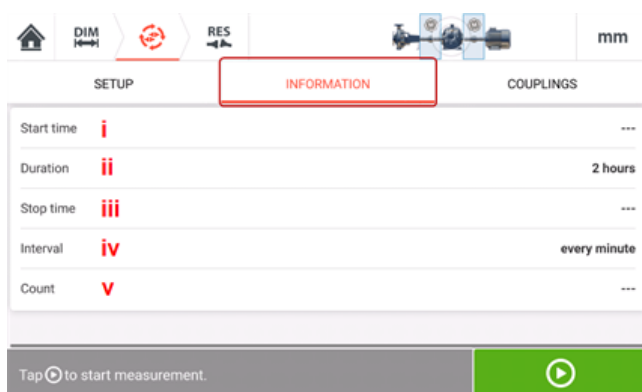 DIM RES mm
SETUP INFORMATION COUPLINGS
Start time i ---
Duration ii 2 hours
Stop time iii ---
Interval iv every minute
Count v ---
Tap to start measurement.